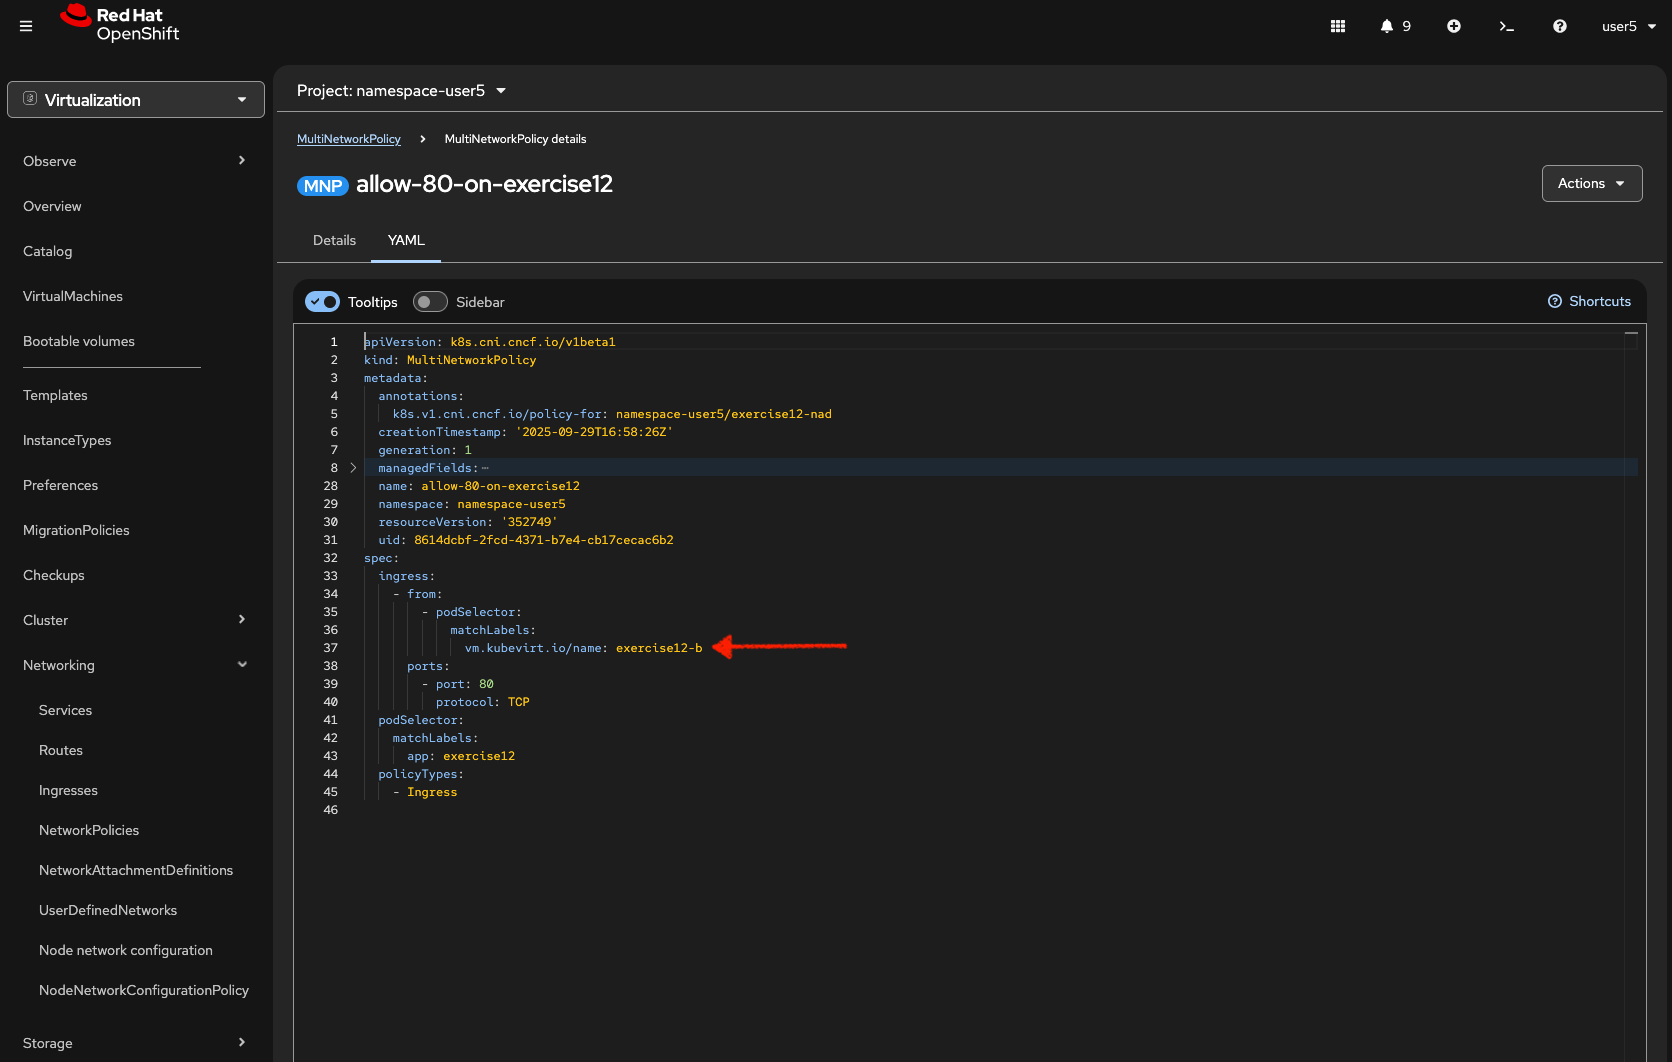 Red Hat
OpenShift
9
user5
Virtualization
Observe
Overview
Catalog
VirtualMachines
Bootable volumes
Templates
InstanceTypes
Preferences
MigrationPolicies
Checkups
Cluster
Networking
Services
Routes
Ingresses
NetworkPolicies
NetworkAttachmentDefinitions
UserDefinedNetworks
Node network configuration
NodeNetworkConfigurationPolicy
Storage
Project: namespace-user5
MultiNetworkPolicy > MultiNetworkPolicy details
MNP allow-80-on-exercise12
Actions
Details YAML
Tooltips Sidebar
Shortcuts
1 apiVersion: k8s.cni.cncf.io/v1beta1
2 kind: MultiNetworkPolicy
3 metadata:
4 annotations:
5 k8s.v1.cni.cncf.io/policy-for: namespace-user5/exercise12-nad
6 creationTimestamp: '2025-09-29T16:58:26Z'
7 generation: 1
8 managedFields:⋯
28 name: allow-80-on-exercise12
29 namespace: namespace-user5
30 resourceVersion: '352749'
31 uid: 8614dcbf-2fcd-4371-b7e4-cb17cecac6b2
32 spec:
33 ingress:
34 - from:
35 - podSelector:
36 matchLabels:
37 vm.kubevirt.io/name: exercise12-b
38 ports:
39 - port: 80
40 protocol: TCP
41 podSelector:
42 matchLabels:
43 app: exercise12
44 policyTypes:
45 - Ingress
46